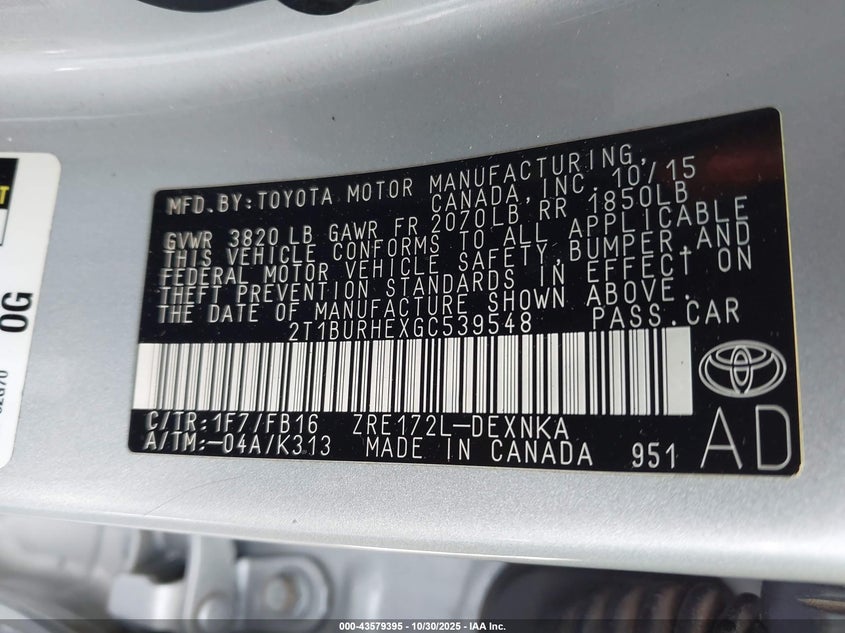 MFD. BY: TOYOTA MOTOR MANUFACTURING,
CANADA, INC. 10/15
GVWR 3820 LB GAWR FR 2070LB RR 1850LB
THIS VEHICLE CONFORMS TO ALL APPLICABLE
FEDERAL MOTOR VEHICLE SAFETY, BUMPER, AND
THEFT PREVENTION STANDARDS IN EFFECT ON
THE DATE OF MANUFACTURE SHOWN ABOVE.
2T1BURHEXGC539548 PASS. CAR
C/TR: 1F7/FB16 ZRE172L-DEXNKA
A/TM: -04A/K313 MADE IN CANADA 951
AD
OG
000-43579395 - 10/30/2025 - IAA Inc.